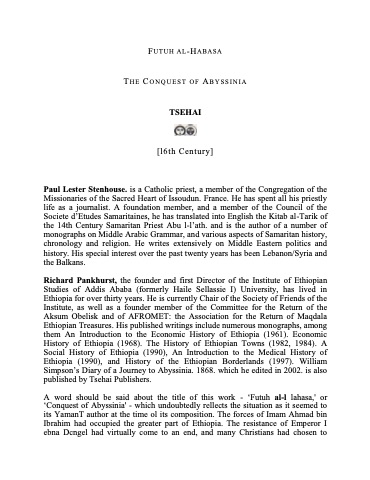 FUTUH AL-HABASA
THE CONQUEST OF ABYSSINIA
TSEHAI
[16th Century]
Paul Lester Stenhouse. is a Catholic priest, a member of the Congregation of the
Missionaries of the Sacred Heart of Issoudun. France. He has spent all his priestly
life as a journalist. A foundation member, and a member of the Council of the
Societe d'Etudes Samaritaines, he has translated into English the Kitab al-Tarik of
the 14th Century Samaritan Priest Abu l-l'ath. and is the author of a number of
monographs on Middle Arabic Grammar, and various aspects of Samaritan history,
chronology and religion. He writes extensively on Middle Eastern politics and
history. His special interest over the past twenty years has been Lebanon/Syria and
the Balkans.
Richard Pankhurst, the founder and first Director of the Institute of Ethiopian
Studies of Addis Ababa (formerly Haile Sellassie I) University, has lived in
Ethiopia for over thirty years. He is currently Chair of the Society of Friends of the
Institute, as well as a founder member of the Committee for the Return of the
Aksum Obelisk and of AFROMET: the Association for the Return of Maqdala
Ethiopian Treasures. His published writings include numerous monographs, among
them An Introduction to the Economic History of Ethiopia (1961). Economic
History of Ethiopia (1968). The History of Ethiopian Towns (1982, 1984). A
Social History of Ethiopia (1990), An Introduction to the Medical History of
Ethiopia (1990), and History of the Ethiopian Borderlands (1997). William
Simpson's Diary of a Journey to Abyssinia. 1868. which he edited in 2002. is also
published by Tsehai Publishers.
A word should be said about the title of this work - 'Futuh al-l lahasa,' or
'Conquest of Abyssinia' - which undoubtedly reflects the situation as it seemed to
its YamanT author at the time ol its composition. The forces of Imam Ahmad bin
Ibrahim had occupied the greater part of Ethiopia. The resistance of Emperor I
ebna Dcngel had virtually come to an end, and many Christians had chosen to